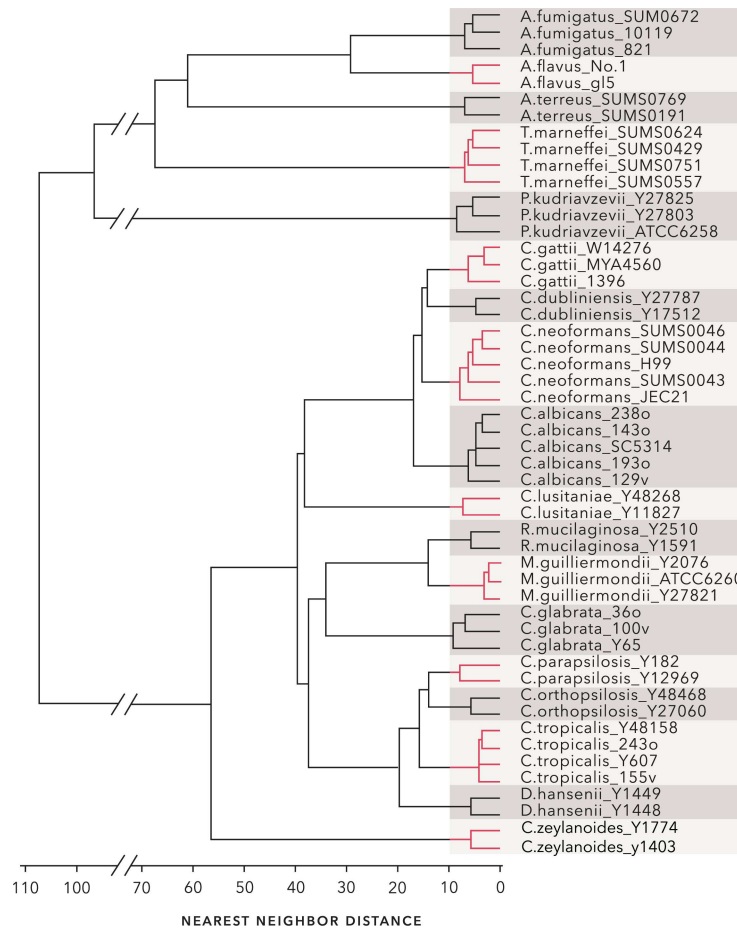 A.fumigatus_SUM0672
A.fumigatus_10119
A.fumigatus_821
A.flavus_No.1
A.flavus_gl5
A.terreus_SUMS0769
A.terreus_SUMS0191
T.marneffei_SUMS0624
T.marneffei_SUMS0429
T.marneffei_SUMS0751
T.marneffei_SUMS0557
P.kudriavzevii_Y27825
P.kudriavzevii_Y27803
P.kudriavzevii_ATCC6258
C.gattii_W14276
C.gattii_MYA4560
C.gattii_1396
C.dubliniensis_Y27787
C.dubliniensis_Y17512
C.neoformans_SUMS0046
C.neoformans_SUMS0044
C.neoformans_H99
C.neoformans_SUMS0043
C.neoformans_JEC21
C.albicans_238o
C.albicans_143o
C.albicans_SC5314
C.albicans_193o
C.albicans_129v
C.lusitaniae_Y48268
C.lusitaniae_Y11827
R.mucilaginosa_Y2510
R.mucilaginosa_Y1591
M.guilliermondii_Y2076
M.guilliermondii_ATCC6260
M.guilliermondii_Y27821
C.glabrata_36o
C.glabrata_100v
C.glabrata_Y65
C.parapsilosis_Y182
C.parapsilosis_Y12969
C.orthopsilosis_Y48468
C.orthopsilosis_Y27060
C.tropicalis_Y48158
C.tropicalis_243o
C.tropicalis_Y607
C.tropicalis_155v
D.hansenii_Y1449
D.hansenii_Y1448
C.zeylanoides_Y1774
C.zeylanoides_y1403
110 100 70 60 50 40 30 20 10 0
NEAREST NEIGHBOR DISTANCE